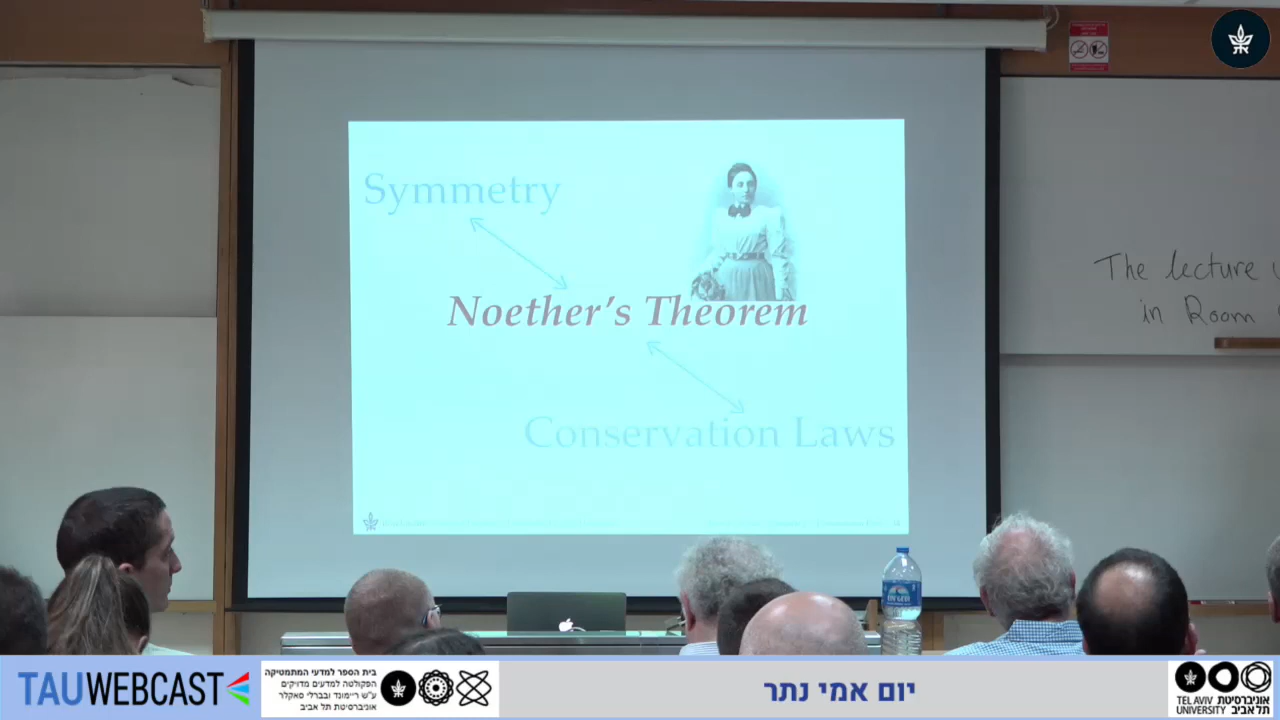 Symmetry
Noether's Theorem
Conservation Laws
The lecture
in Room
TAUWEBCAST
בית הספר למדעי המתמטיקה
הפקולטה למדעים מדויקים
ע"ש ריימונד ובברלי סאקלר
אוניברסיטת תל אביב
יום אמי נתר
TEL AVIV אוניברסיטת
UNIVERSITY תל אביב